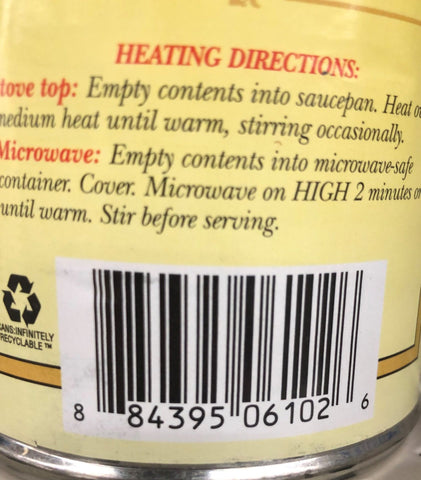 HEATING DIRECTIONS:
tove top: Empty contents into saucepan. Heat o
medium heat until warm, stirring occasionally.
Microwave: Empty contents into microwave-safe
container. Cover. Microwave on HIGH 2 minutes or
until warm. Stir before serving.
ANS:INFINITELY
RECYCLABLE™
8 84395 06102 6